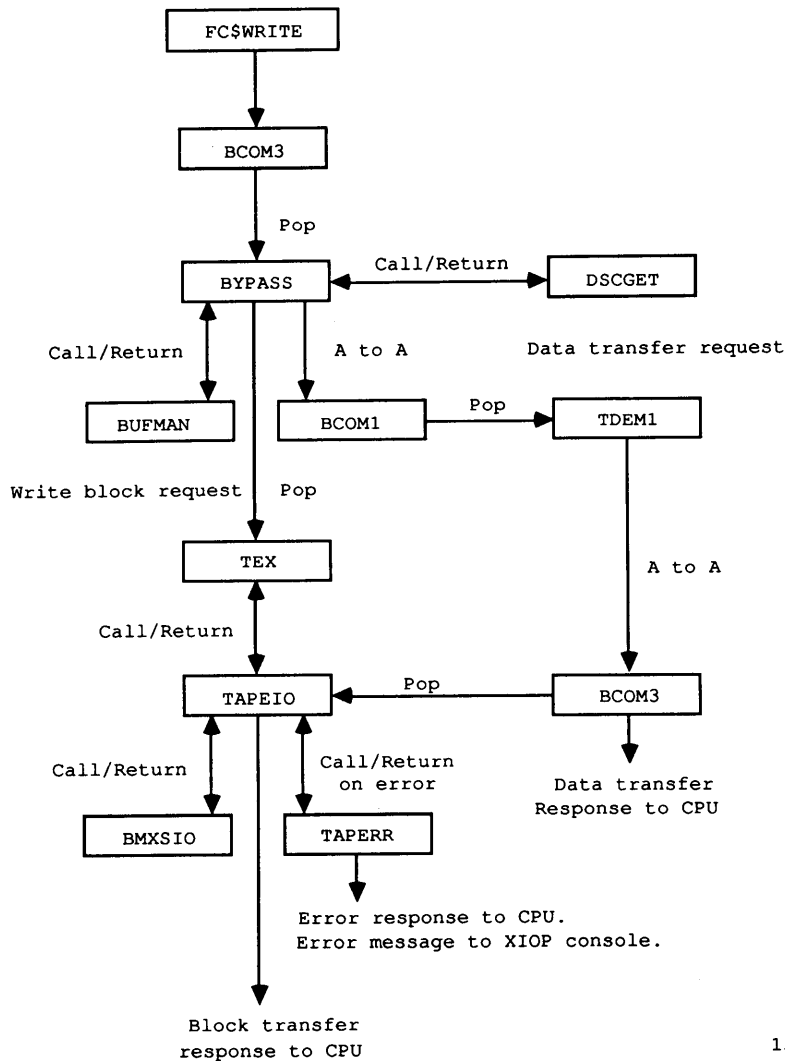 FC$WRITE
BCOM3
Pop
BYPASS
Call/Return
DSCGET
Call/Return
A to A
Data transfer request
BUFMAN
BCOM1
Pop
TDEM1
Write block request
Pop
TEX
A to A
Call/Return
TAPEIO
Pop
BCOM3
Call/Return
Call/Return
on error
Data transfer
Response to CPU
BMXSIO
TAPERR
Error response to CPU.
Error message to XIOP console.
Block transfer
response to CPU